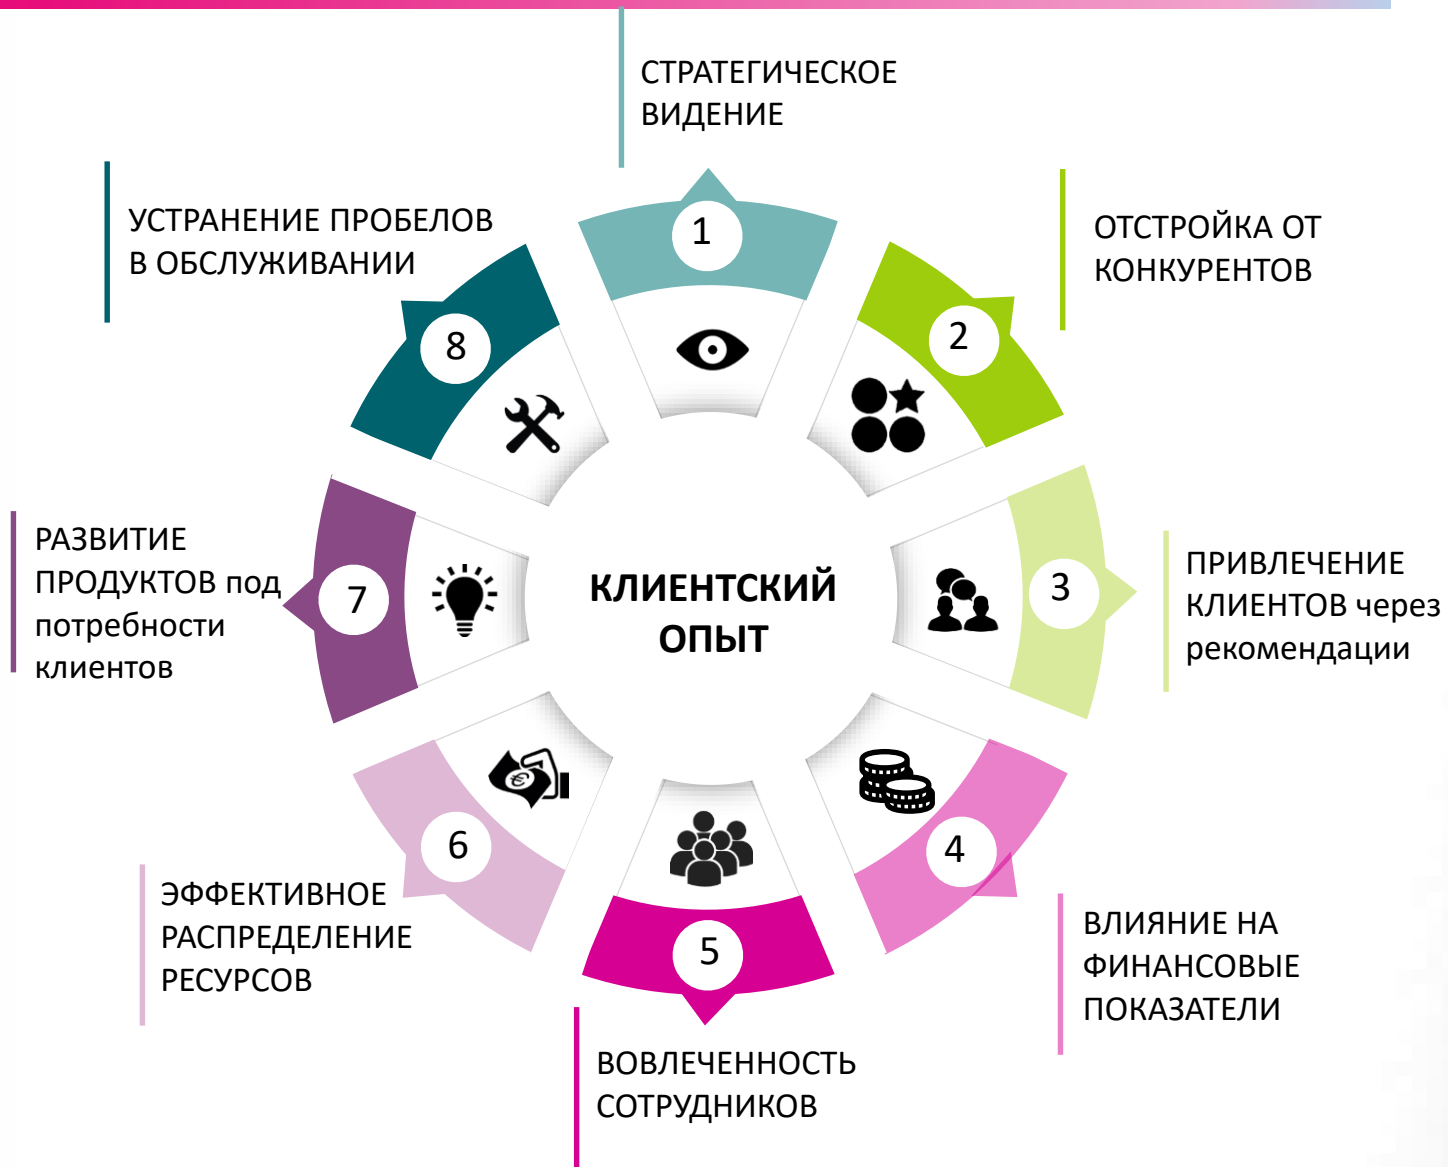 СТРАТЕГИЧЕСКОЕ
ВИДЕНИЕ
1
ОТСТРОЙКА ОТ
КОНКУРЕНТОВ
2
ПРИВЛЕЧЕНИЕ
КЛИЕНТОВ через
рекомендации
3
ВЛИЯНИЕ НА
ФИНАНСОВЫЕ
ПОКАЗАТЕЛИ
4
ВОВЛЕЧЕННОСТЬ
СОТРУДНИКОВ
5
ЭФФЕКТИВНОЕ
РАСПРЕДЕЛЕНИЕ
РЕСУРСОВ
6
€
РАЗВИТИЕ
ПРОДУКТОВ под
потребности
клиентов
7
УСТРАНЕНИЕ ПРОБЕЛОВ
В ОБСЛУЖИВАНИИ
8
КЛИЕНТСКИЙ
ОПЫТ